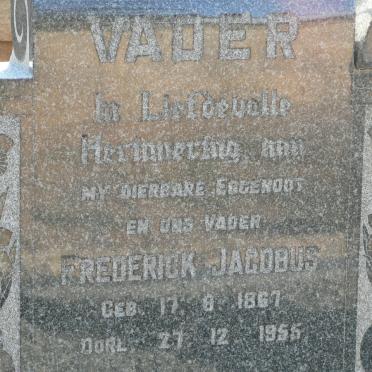 VADER
In Liefdevolle
Herinnering aan
MY DIERBARE EGGENOOT
EN ONS VADER
FREDERICK JACOBUS
GEB. 17 8 1867
OORL. 27 12 1955